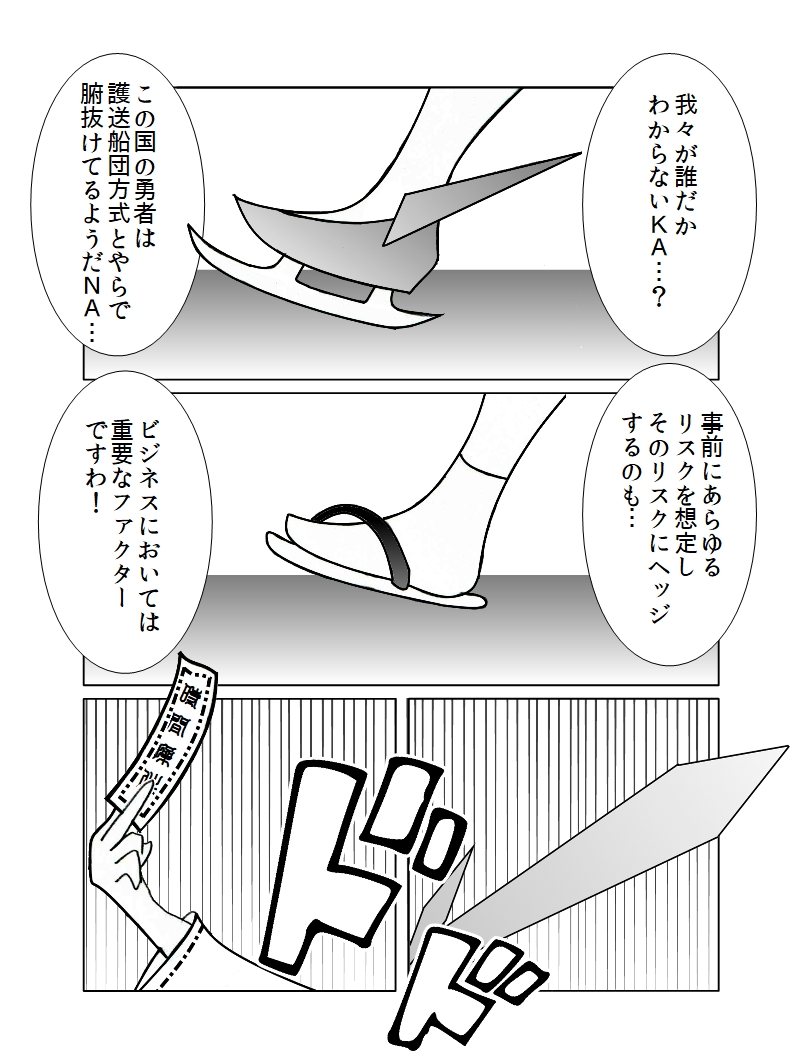 我々が誰だか
わからないＫＡ…？
この国の勇者は
護送船団方式とやらで
腑抜けてるようだＮＡ…
事前にあらゆる
リスクを想定し
そのリスクにヘッジ
するのも…
ビジネスにおいては
重要なファクター
ですわ！
ド
ド